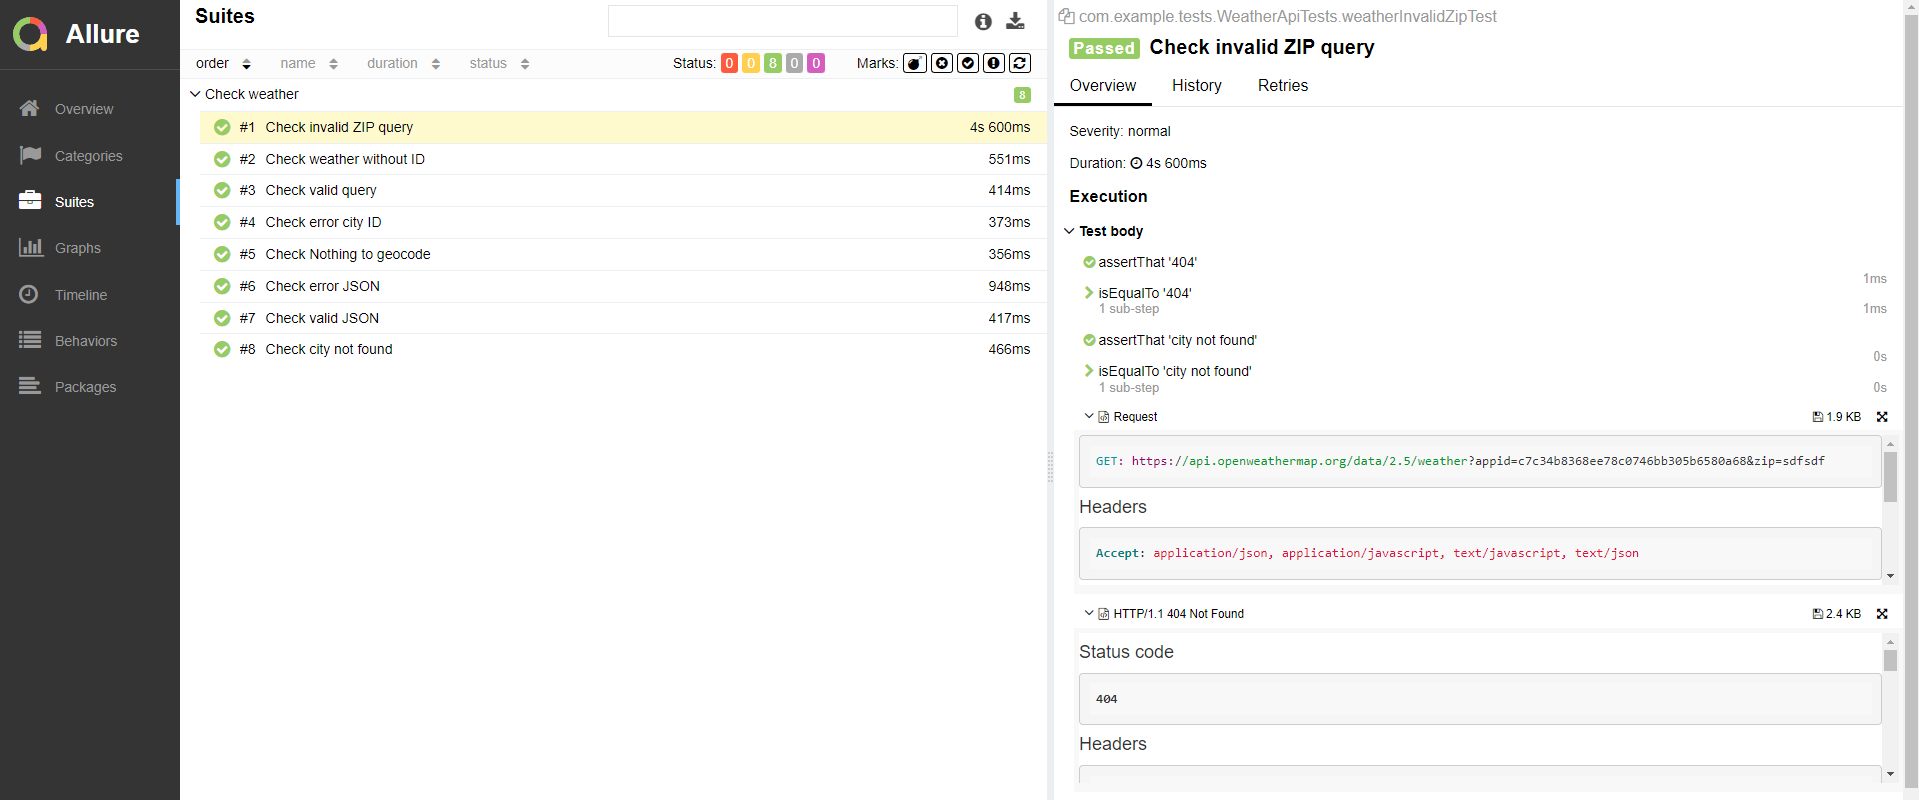 Allure
Overview
Categories
Suites
Graphs
Timeline
Behaviors
Packages
Suites
order name duration status Status: 0 0 8 0 0 Marks:
Check weather 8
#1 Check invalid ZIP query 4s 600ms
#2 Check weather without ID 551ms
#3 Check valid query 414ms
#4 Check error city ID 373ms
#5 Check Nothing to geocode 356ms
#6 Check error JSON 948ms
#7 Check valid JSON 417ms
#8 Check city not found 466ms
com.example.tests.WeatherApiTests.weatherInvalidZipTest
Passed Check invalid ZIP query
Overview History Retries
Severity: normal
Duration: 4s 600ms
Execution
Test body
assertThat '404'
1ms
isEqualTo '404'
1 sub-step 1ms
assertThat 'city not found'
0s
isEqualTo 'city not found'
1 sub-step 0s
Request 1.9 KB
GET: https://api.openweathermap.org/data/2.5/weather?appid=c7c34b8368ee78c0746bb305b6580a68&zip=sdfsdf
Headers
Accept: application/json, application/javascript, text/javascript, text/json
HTTP/1.1 404 Not Found 2.4 KB
Status code
404
Headers